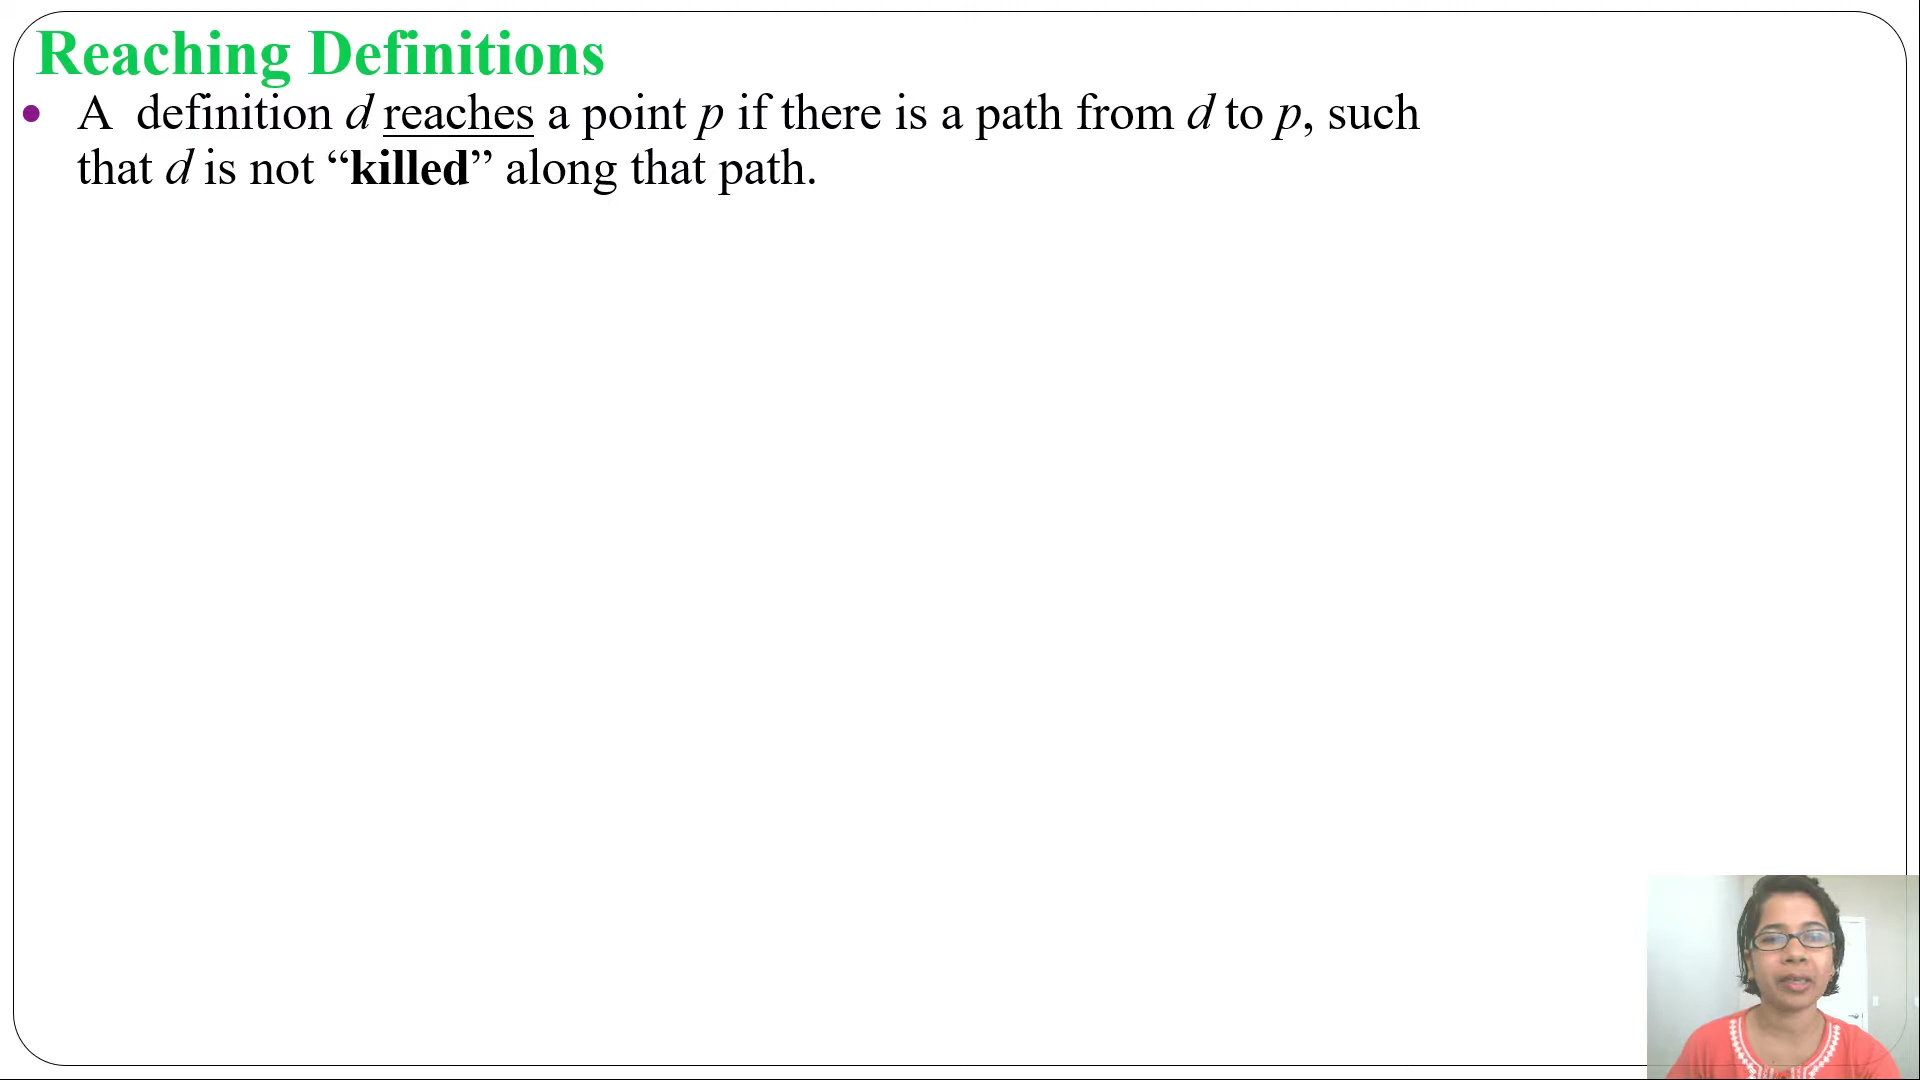 Reaching Definitions
• A definition d reaches a point p if there is a path from d to p, such
that d is not “killed” along that path.